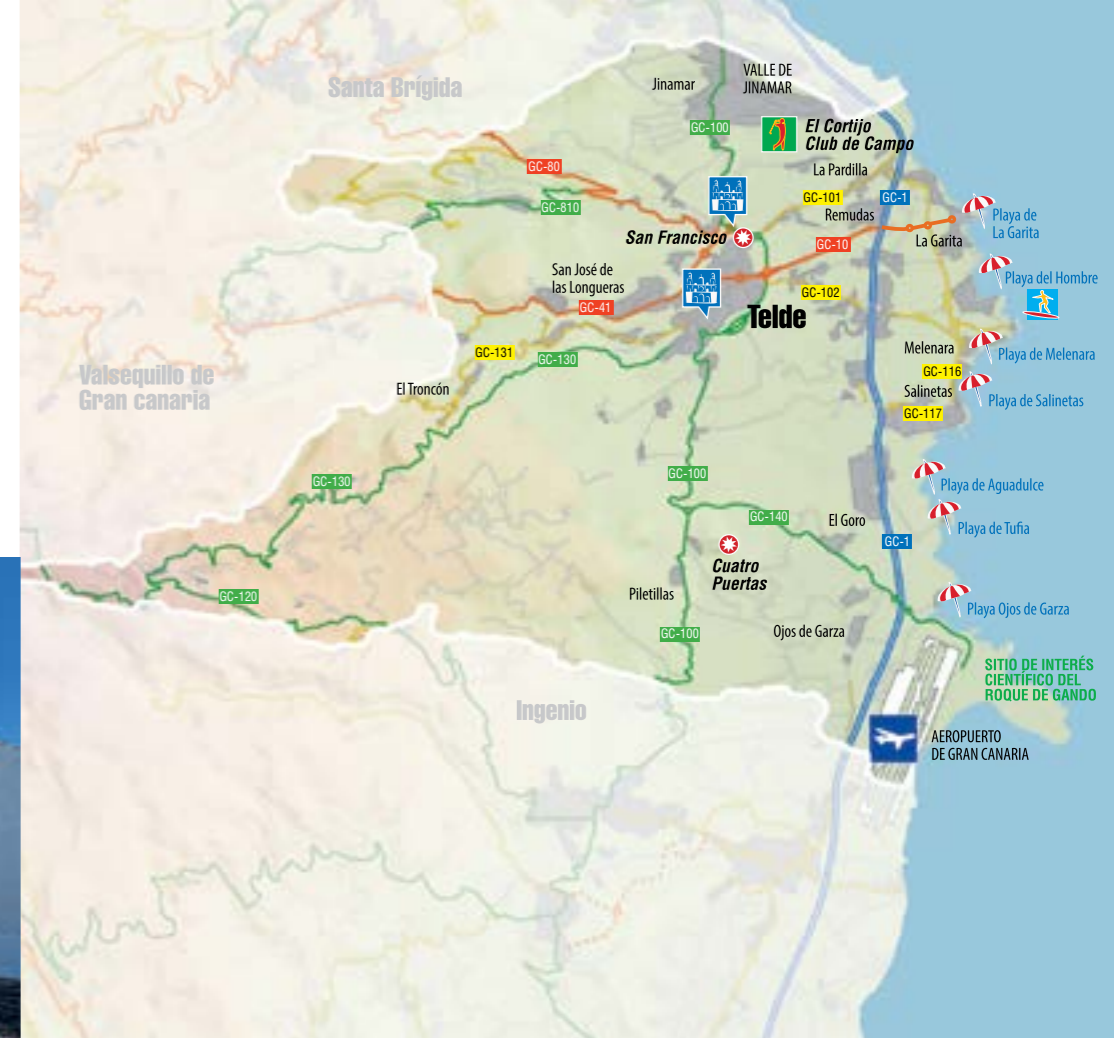 Santa Brígida
Jinamar
VALLE DE
JINAMAR
GC-100
El Cortijo
Club de Campo
La Pardilla
GC-80
GC-101
GC-1
GC-810
Remudas
Playa de
La Garita
San Francisco
GC-10
La Garita
San José de
las Longueras
Playa del Hombre
GC-102
GC-41
Telde
GC-131
GC-130
Melenara
Playa de Melenara
GC-116
Valsequillo de
Gran canaria
El Troncón
Salinetas
Playa de Salinetas
GC-117
GC-130
GC-100
Playa de Aguadulce
GC-140
El Goro
Playa de Tufia
GC-1
Cuatro
Puertas
GC-120
Piletillas
Playa Ojos de Garza
GC-100
Ojos de Garza
SITIO DE INTERÉS
CIENTÍFICO DEL
ROQUE DE GANDO
Ingenio
AEROPUERTO
DE GRAN CANARIA